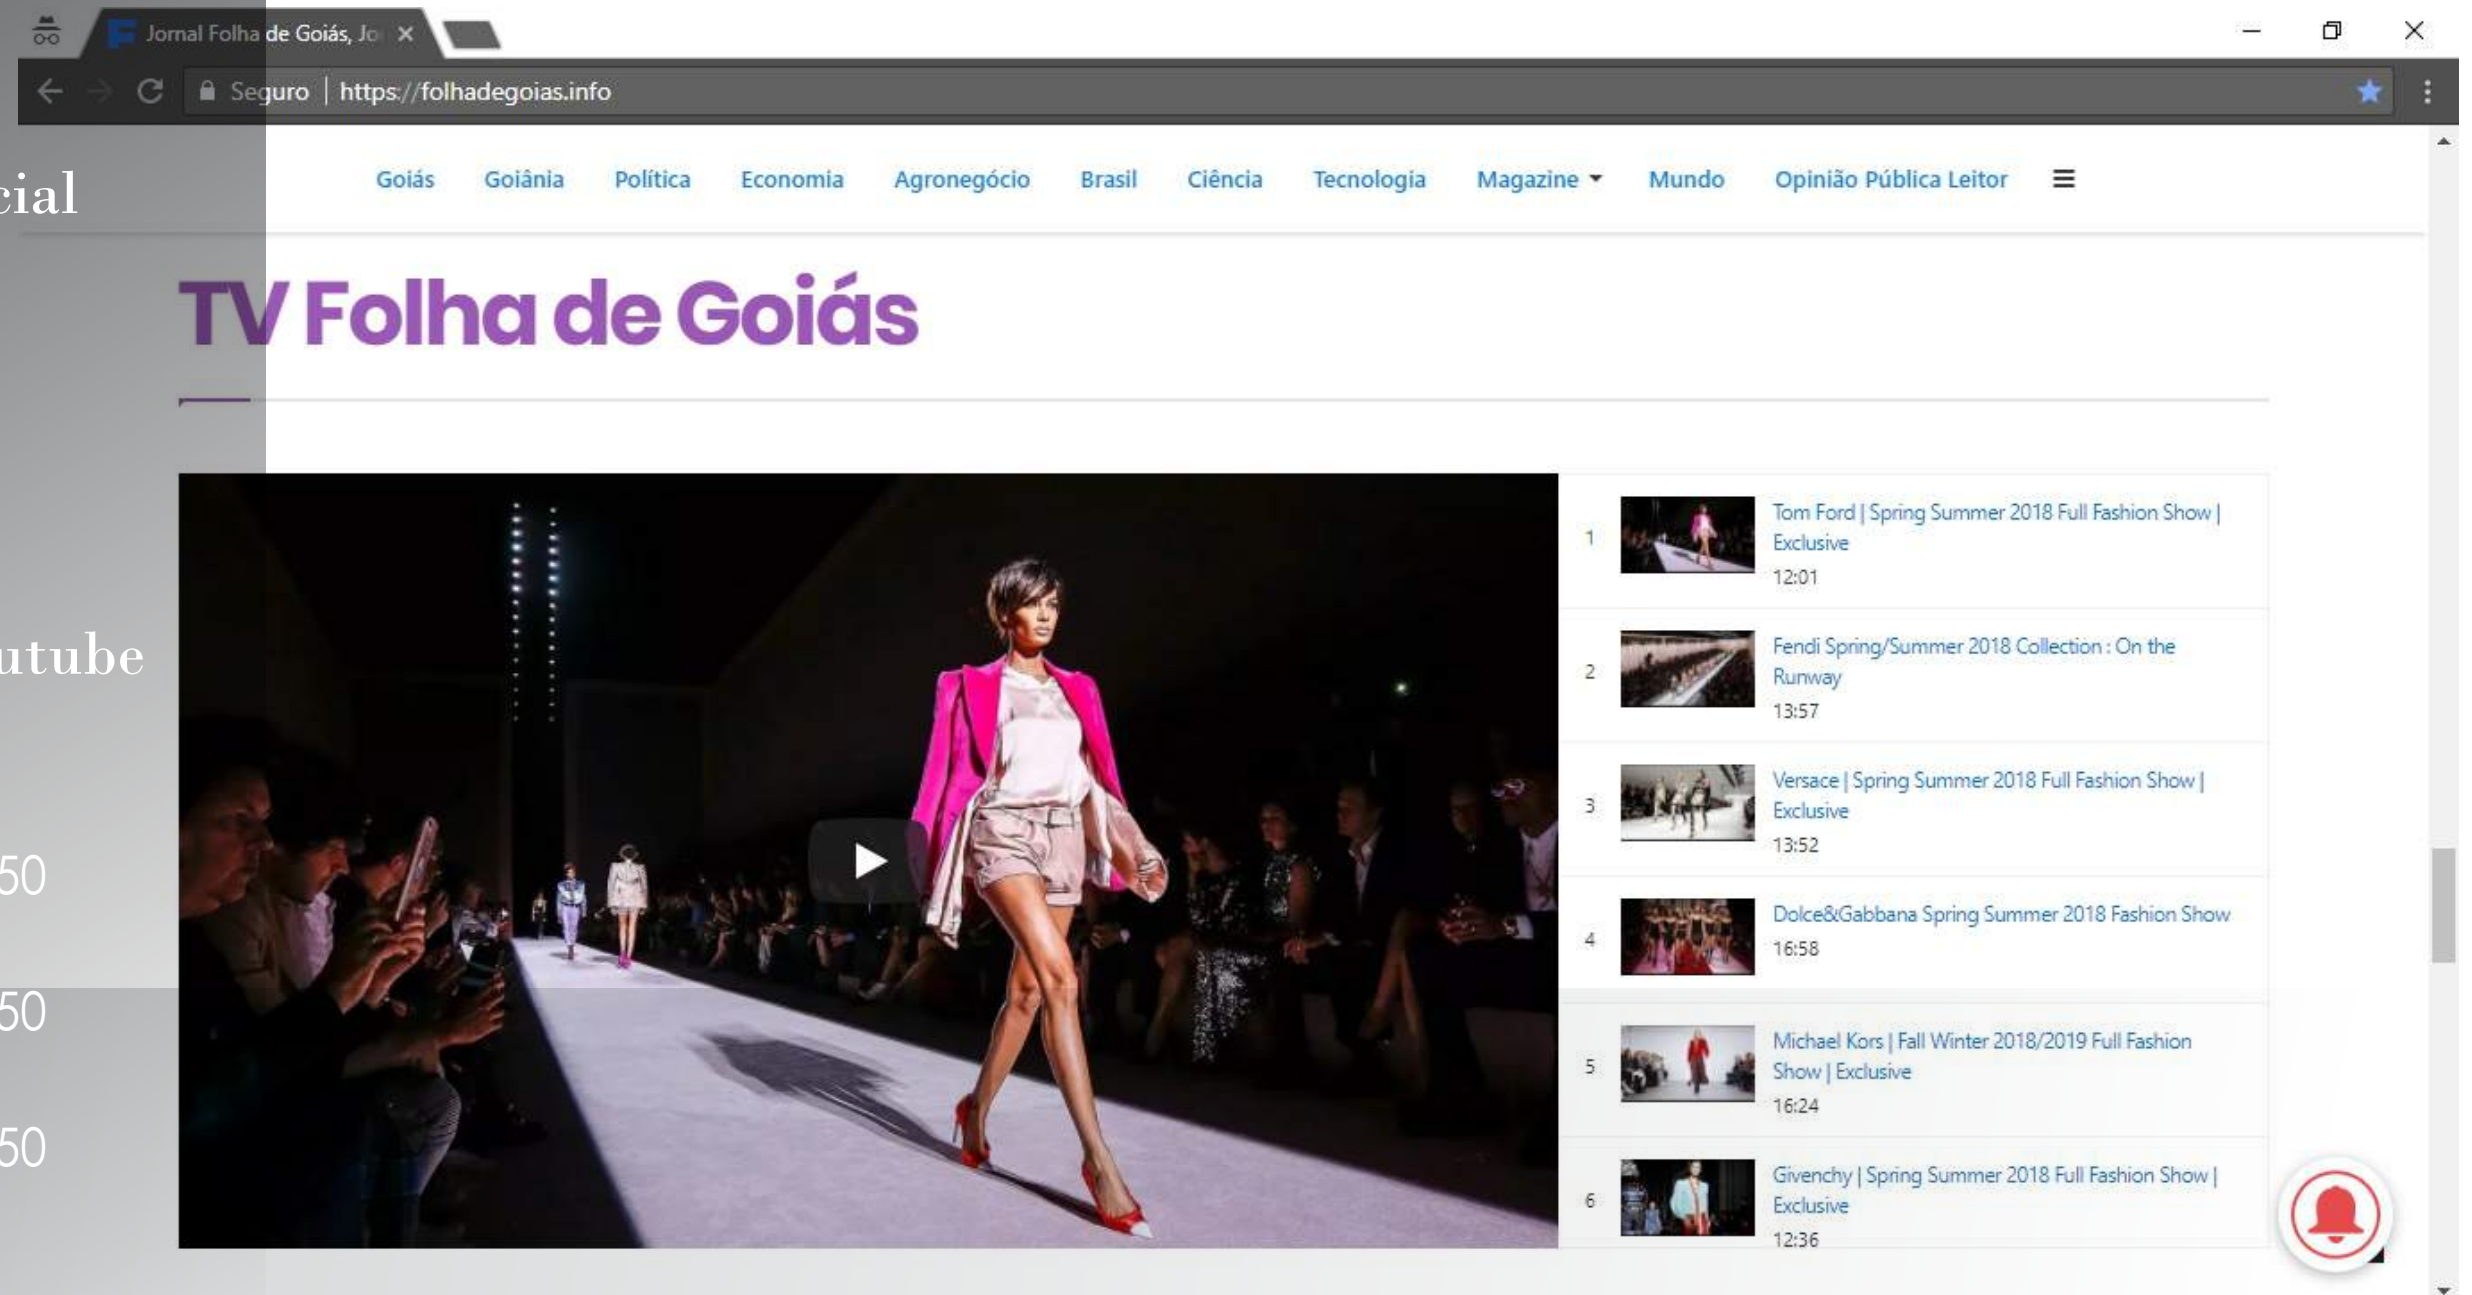 Jornal Folha de Goiás, Jo
Seguro | https://folhadegoias.info
Goiás Goiânia Política Economia Agronegócio Brasil Ciência Tecnologia Magazine Mundo Opinião Pública Leitor
cial
TV Folha de Goiás
utube
50
50
50
1
Tom Ford | Spring Summer 2018 Full Fashion Show |
Exclusive
12:01
2
Fendi Spring/Summer 2018 Collection : On the
Runway
13:57
3
Versace | Spring Summer 2018 Full Fashion Show |
Exclusive
13:52
4
Dolce&Gabbana Spring Summer 2018 Fashion Show
16:58
5
Michael Kors | Fall Winter 2018/2019 Full Fashion
Show | Exclusive
16:24
6
Givenchy | Spring Summer 2018 Full Fashion Show |
Exclusive
12:36